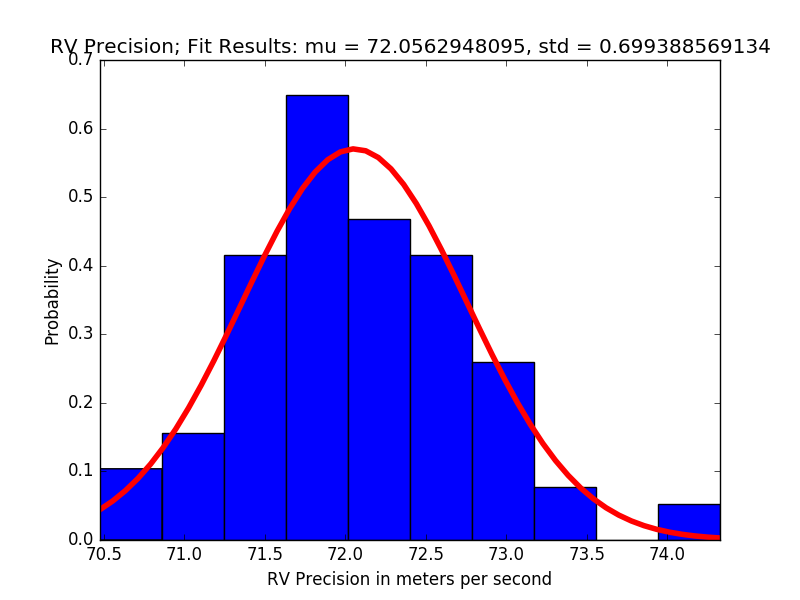 RV Precision; Fit Results: mu = 72.0562948095, std = 0.699388569134
0.7
0.6
0.5
0.4
0.3
0.2
0.1
0.0
Probability
70.5 71.0 71.5 72.0 72.5 73.0 73.5 74.0
RV Precision in meters per second